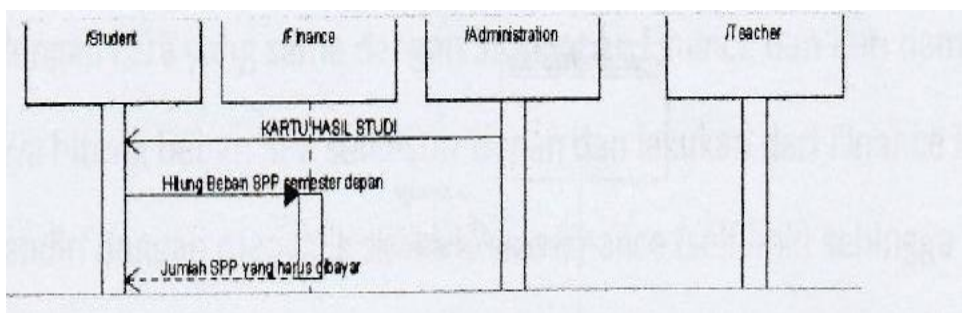 /Student
/Finance
/Administration
/Teacher
KARTU HASIL STUDI
Hitung Beban SPP semester depan
Jumlah SPP yang harus dibayar